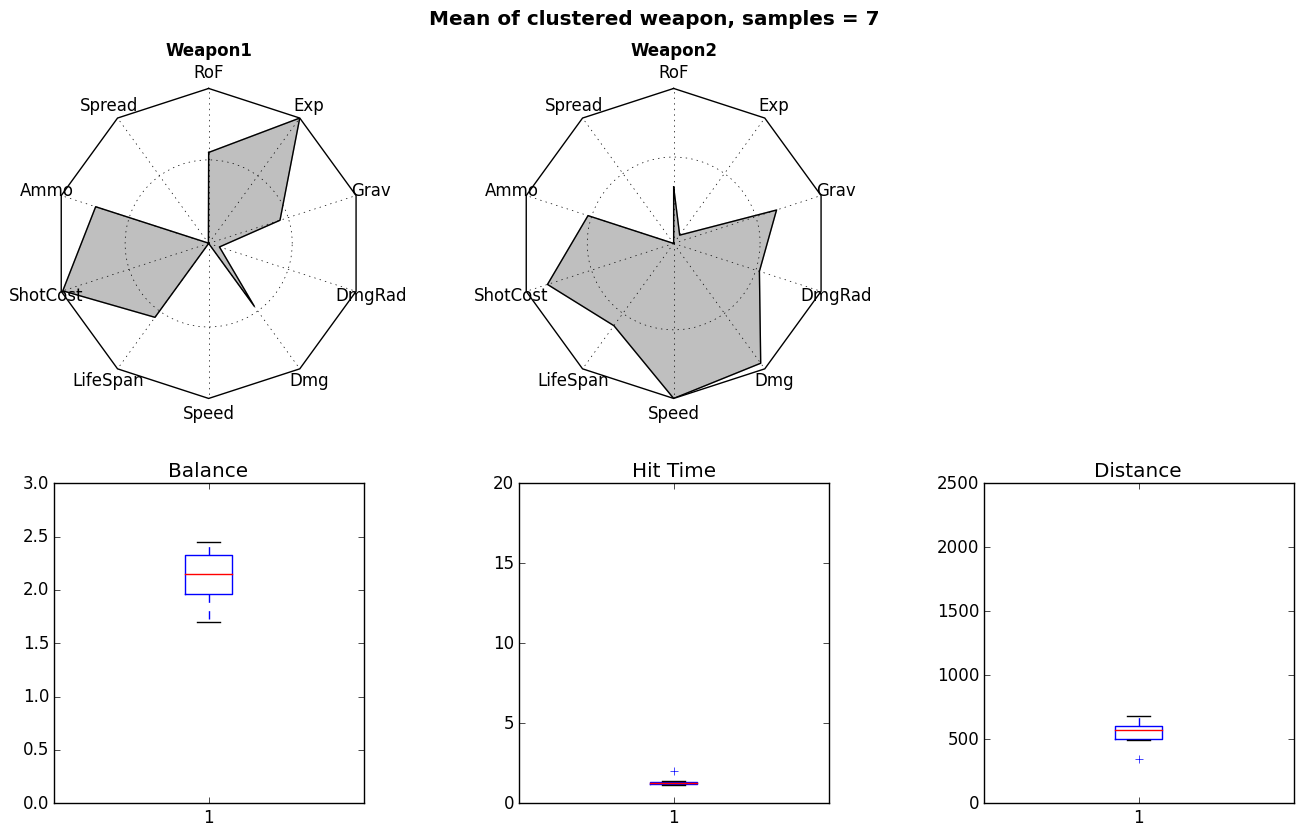 Mean of clustered weapon, samples = 7
Weapon1
RoF
Spread
Exp
Ammo
Grav
ShotCost
DmgRad
LifeSpan
Dmg
Speed
Weapon2
RoF
Spread
Exp
Ammo
Grav
ShotCost
DmgRad
LifeSpan
Dmg
Speed
Balance
3.0
2.5
2.0
1.5
1.0
0.5
0.0
1
Hit Time
20
15
10
5
0
1
Distance
2500
2000
1500
1000
500
0
1